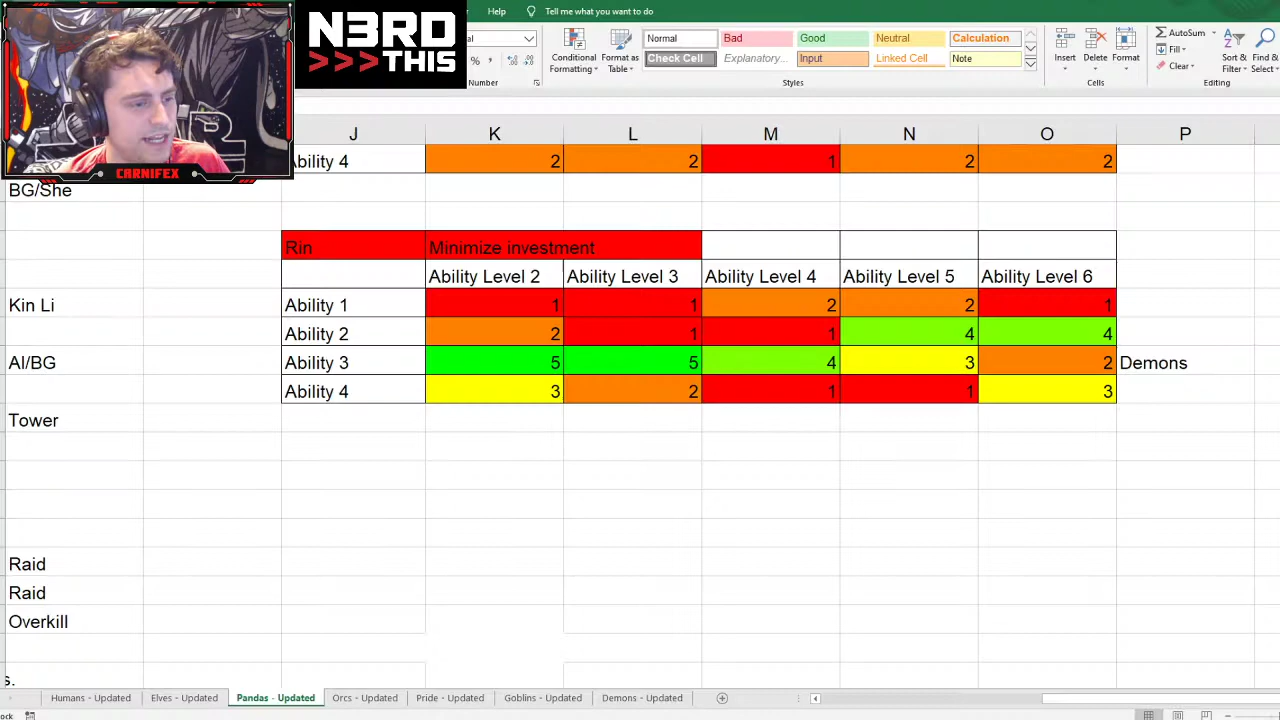 N3RD
>>> THIS
CARNIFEX
Help
Tell me what you want to do
Conditional
Formatting
Format as
Table
Normal
Bad
Good
Neutral
Calculation
Check Cell
Explanatory...
Input
Linked Cell
Note
Insert
Delete
Format
AutoSum
Fill
Clear
Sort &
Filter
Find &
Select
Number
Styles
Cells
Editing
J K L M N O P
Ability 4 2 2 1 2 2
BG/She
Rin Minimize investment
Ability Level 2 Ability Level 3 Ability Level 4 Ability Level 5 Ability Level 6
Kin Li Ability 1 1 1 2 2 1
Ability 2 2 1 1 4 4
AI/BG Ability 3 5 5 4 3 2 Demons
Ability 4 3 2 1 1 3
Tower
Raid
Raid
Overkill
s.
Humans - Updated Elves - Updated Pandas - Updated Orcs - Updated Pride - Updated Goblins - Updated Demons - Updated